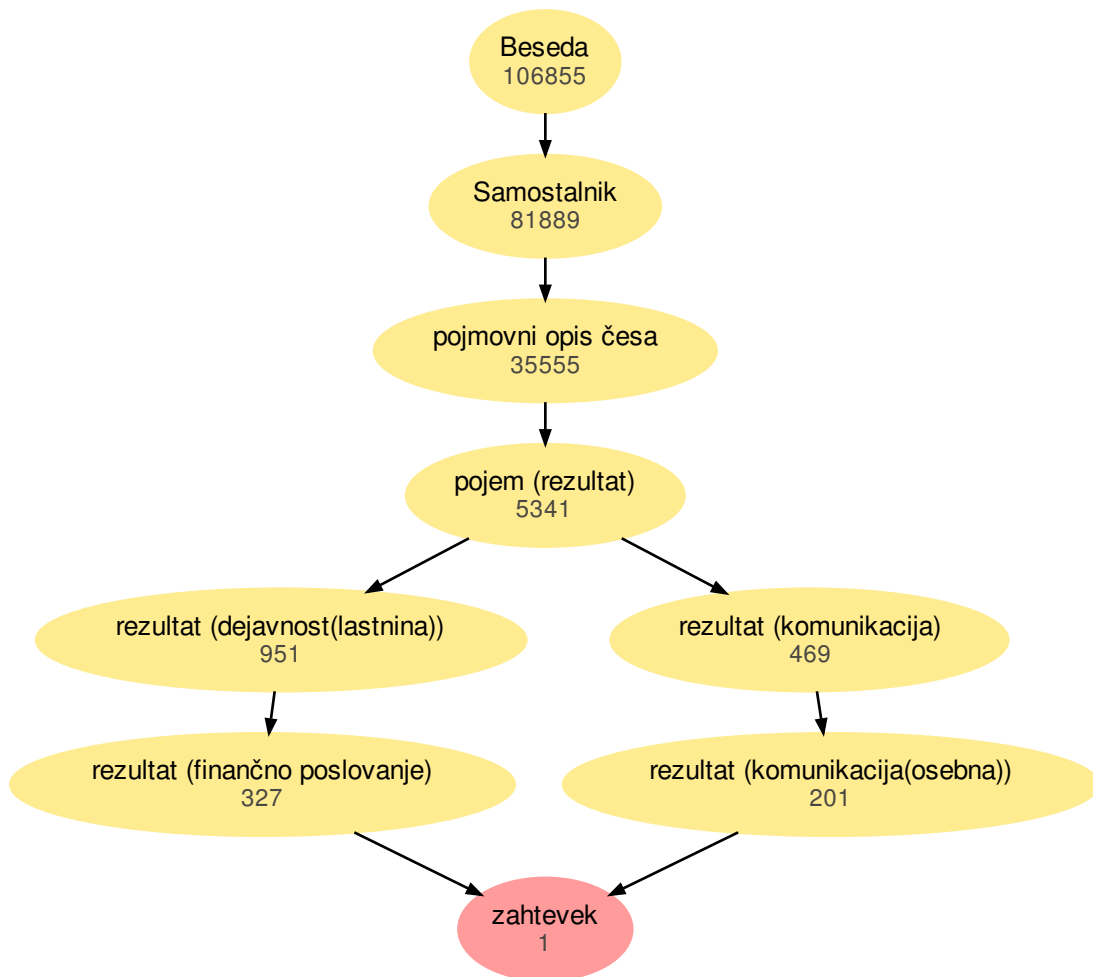 Beseda
106855
Samostalnik
81889
pojmovni opis česa
35555
pojem (rezultat)
5341
rezultat (dejavnost(lastnina))
951
rezultat (komunikacija)
469
rezultat (finančno poslovanje)
327
rezultat (komunikacija(osebna))
201
zahtevek
1